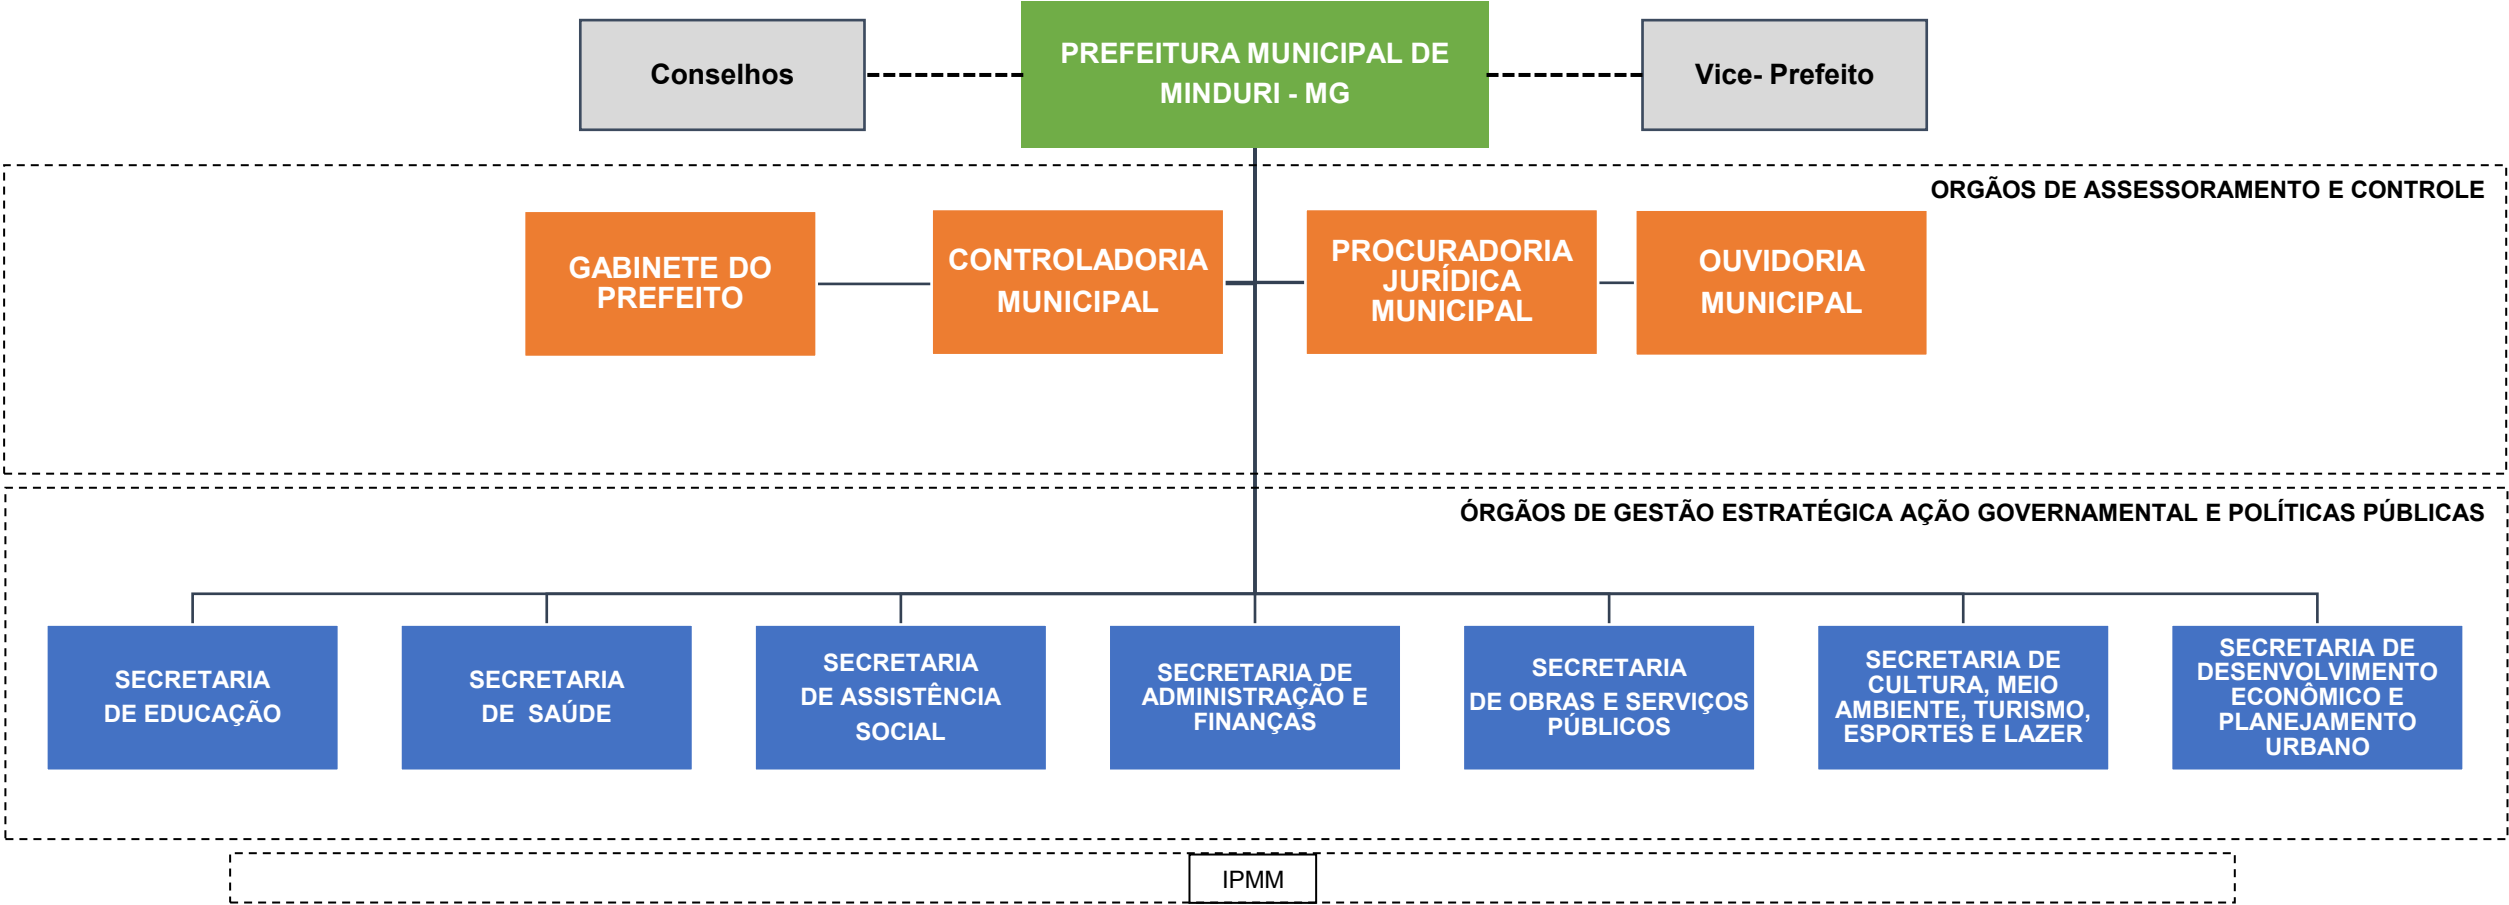 Conselhos
PREFEITURA MUNICIPAL DE
MINDURI - MG
Vice- Prefeito
ORGÃOS DE ASSESSORAMENTO E CONTROLE
GABINETE DO
PREFEITO
CONTROLADORIA
MUNICIPAL
PROCURADORIA
JURÍDICA
MUNICIPAL
OUVIDORIA
MUNICIPAL
ÓRGÃOS DE GESTÃO ESTRATÉGICA AÇÃO GOVERNAMENTAL E POLÍTICAS PÚBLICAS
SECRETARIA
DE EDUCAÇÃO
SECRETARIA
DE SAÚDE
SECRETARIA
DE ASSISTÊNCIA
SOCIAL
SECRETARIA DE
ADMINISTRAÇÃO E
FINANÇAS
SECRETARIA
DE OBRAS E SERVIÇOS
PÚBLICOS
SECRETARIA DE
CULTURA, MEIO
AMBIENTE, TURISMO,
ESPORTES E LAZER
SECRETARIA DE
DESENVOLVIMENTO
ECONÔMICO E
PLANEJAMENTO
URBANO
IPMM